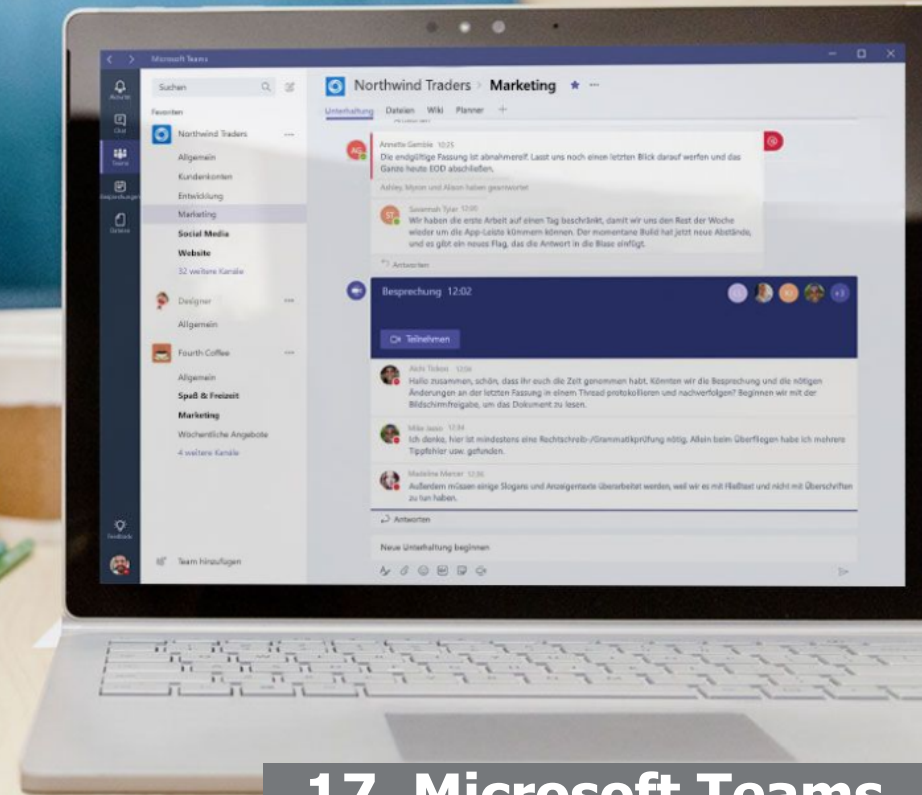 Microsoft Teams
Suchen
Favoriten
Northwind Traders
Allgemein
Kundenkonten
Entwicklung
Marketing
Social Media
Website
32 weitere Kanäle
Designer
Allgemein
Fourth Coffee
Allgemein
Spaß & Freizeit
Marketing
Wöchentliche Angebote
4 weitere Kanäle
Team hinzufügen
Chat
Teams
Besprechungen
Dateien
Feedback
Northwind Traders > Marketing
Unterhaltung Dateien Wiki Planner
Annette Gemble 10:25
Die endgültige Fassung ist abnahmereif. Lasst uns noch einen letzten Blick darauf werfen und das
Ganze heute EOD abschließen.
Ashley, Myron und Alison haben geantwortet
Savannah Tyler 12:00
Wir haben die erste Arbeit auf einen Tag beschränkt, damit wir uns den Rest der Woche
wieder um die App-Leiste kümmern können. Der momentane Build hat jetzt neue Abstände,
und es gibt ein neues Flag, das die Antwort in die Blase einfügt.
Antworten
Besprechung 12:02
+3
Teilnehmen
Hallo zusammen, schön, dass ihr euch die Zeit genommen habt. Könnten wir die Besprechung und die nötigen
Änderungen an der letzten Fassung in einem Thread protokollieren und nachverfolgen? Beginnen wir mit der
Bildschirmfreigabe, um das Dokument zu lesen.
Ich denke, hier ist mindestens eine Rechtschreib-/Grammatikprüfung nötig. Allein beim Überfliegen habe ich mehrere
Tippfehler usw. gefunden.
Madeline Mercer
Außerdem müssen einige Slogans und Anzeigentexte überarbeitet werden, weil wir es mit Fließtext und nicht mit Überschriften
zu tun haben.
Antworten
Neue Unterhaltung beginnen
17. Microsoft Teams